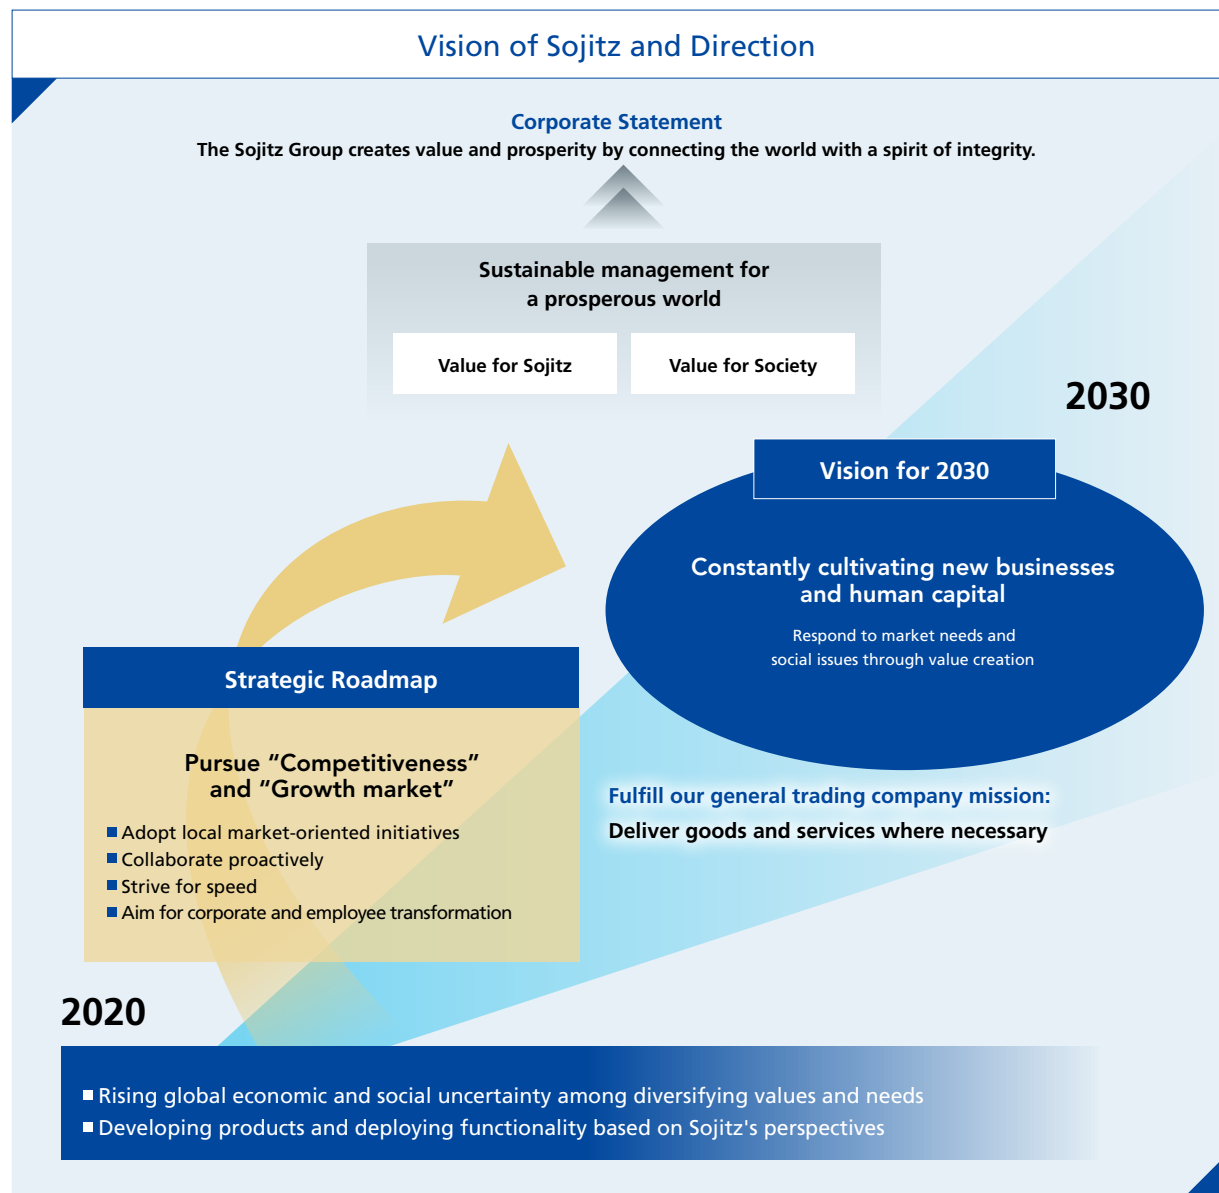 Vision of Sojitz and Direction
Corporate Statement
The Sojitz Group creates value and prosperity by connecting the world with a spirit of integrity.
Sustainable management for
a prosperous world
Value for Sojitz
Value for Society
2030
Vision for 2030
Constantly cultivating new businesses
and human capital
Respond to market needs and
social issues through value creation
Strategic Roadmap
Pursue “Competitiveness”
and “Growth market”
■ Adopt local market-oriented initiatives
■ Collaborate proactively
■ Strive for speed
■ Aim for corporate and employee transformation
Fulfill our general trading company mission:
Deliver goods and services where necessary
2020
■ Rising global economic and social uncertainty among diversifying values and needs
■ Developing products and deploying functionality based on Sojitz's perspectives